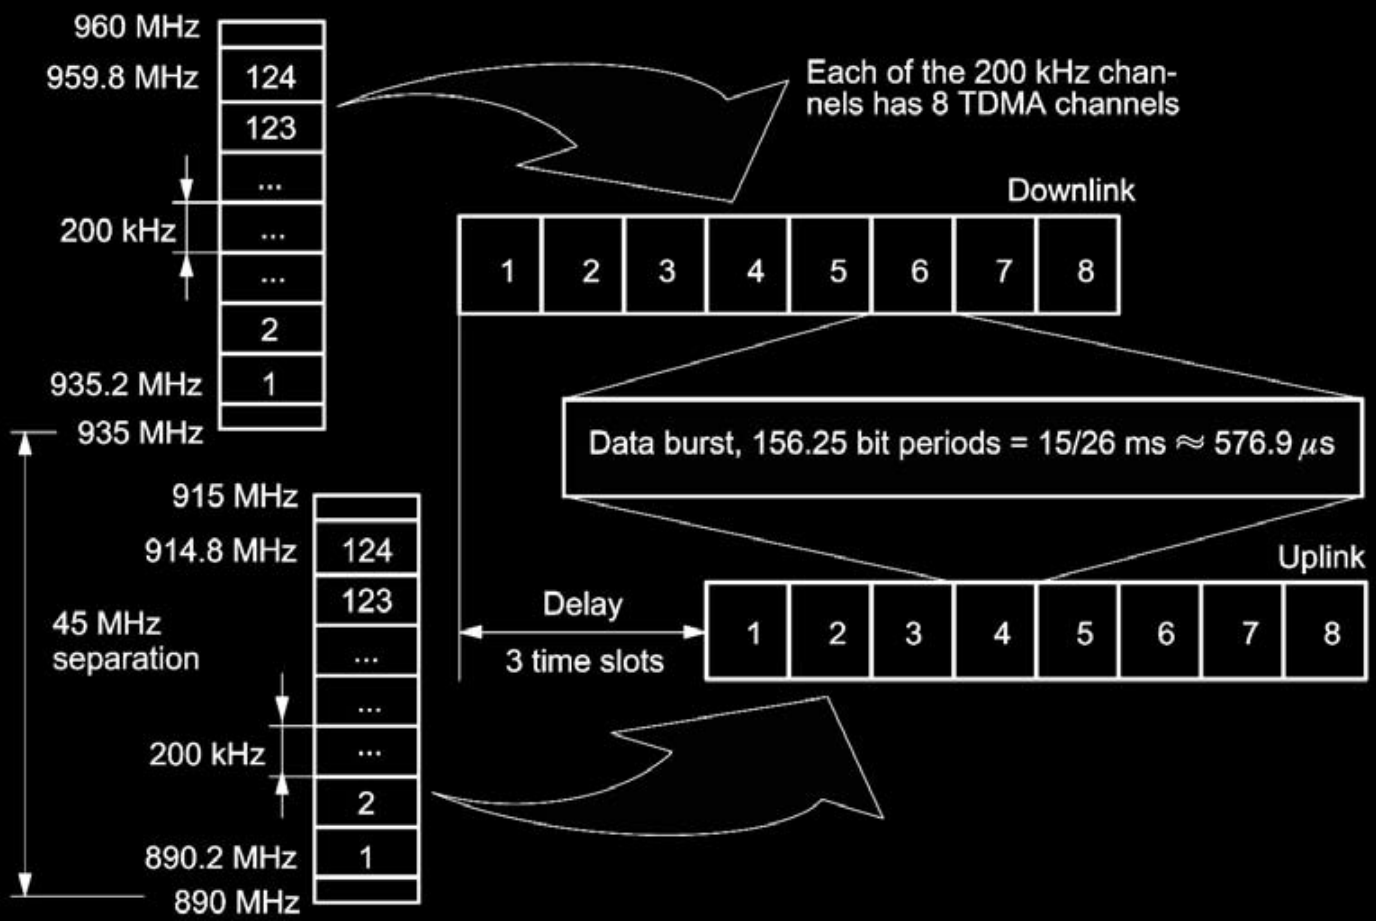 960 MHz
959.8 MHz
124
123
...
200 kHz
...
...
2
935.2 MHz
1
935 MHz
Each of the 200 kHz chan-
nels has 8 TDMA channels
Downlink
1 2 3 4 5 6 7 8
Data burst, 156.25 bit periods = 15/26 ms ≈ 576.9 μs
915 MHz
914.8 MHz
124
123
...
...
200 kHz
...
2
890.2 MHz
1
890 MHz
45 MHz
separation
Delay
3 time slots
Uplink
1 2 3 4 5 6 7 8